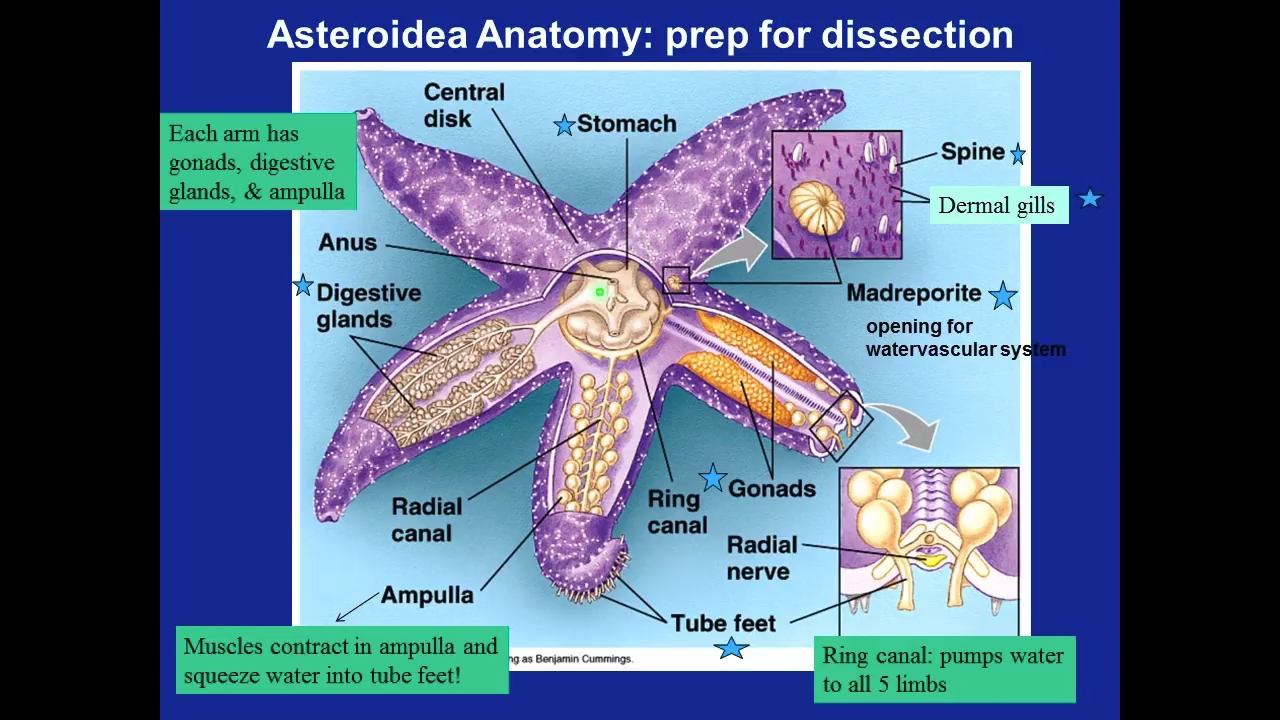 Asteroidea Anatomy: prep for dissection
Each arm has
gonads, digestive
glands, & ampulla
Central
disk
Stomach
Spine
Dermal gills
Anus
Digestive
glands
Madreporite
opening for
watervascular system
Radial
canal
Ring
canal
Gonads
Radial
nerve
Ampulla
Tube feet
Muscles contract in ampulla and
squeeze water into tube feet!
as Benjamin Cummings.
Ring canal: pumps water
to all 5 limbs